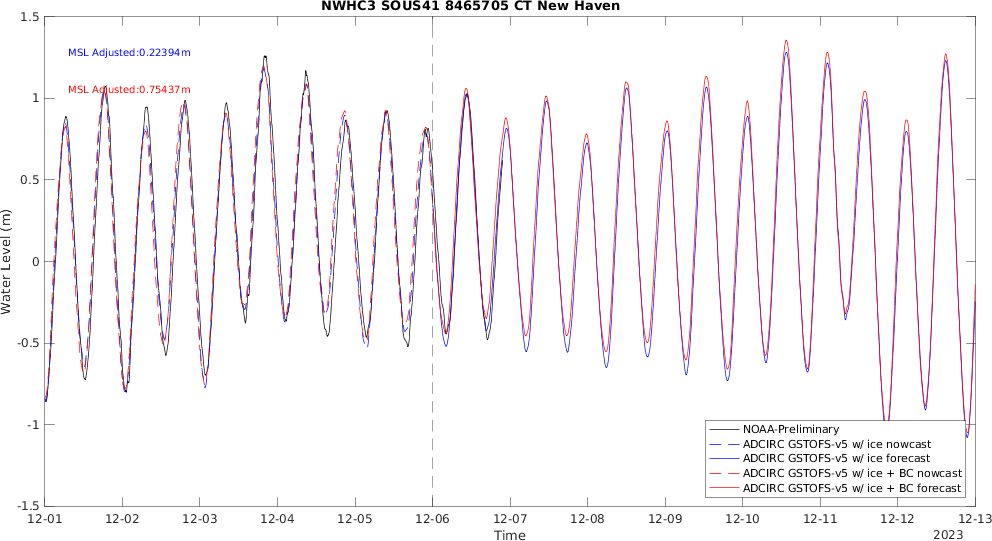 NWHC3 SOUS41 8465705 CT New Haven
MSL Adjusted:0.22394m
MSL Adjusted:0.75437m
Water Level (m)
1.5
1
0.5
0
-0.5
-1
-1.5
NOAA-Preliminary
ADCIRC GSTOFS-v5 w/ ice nowcast
ADCIRC GSTOFS-v5 w/ ice forecast
ADCIRC GSTOFS-v5 w/ ice + BC nowcast
ADCIRC GSTOFS-v5 w/ ice + BC forecast
12-01 12-02 12-03 12-04 12-05 12-06 12-07 12-08 12-09 12-10 12-11 12-12 12-13
Time
2023